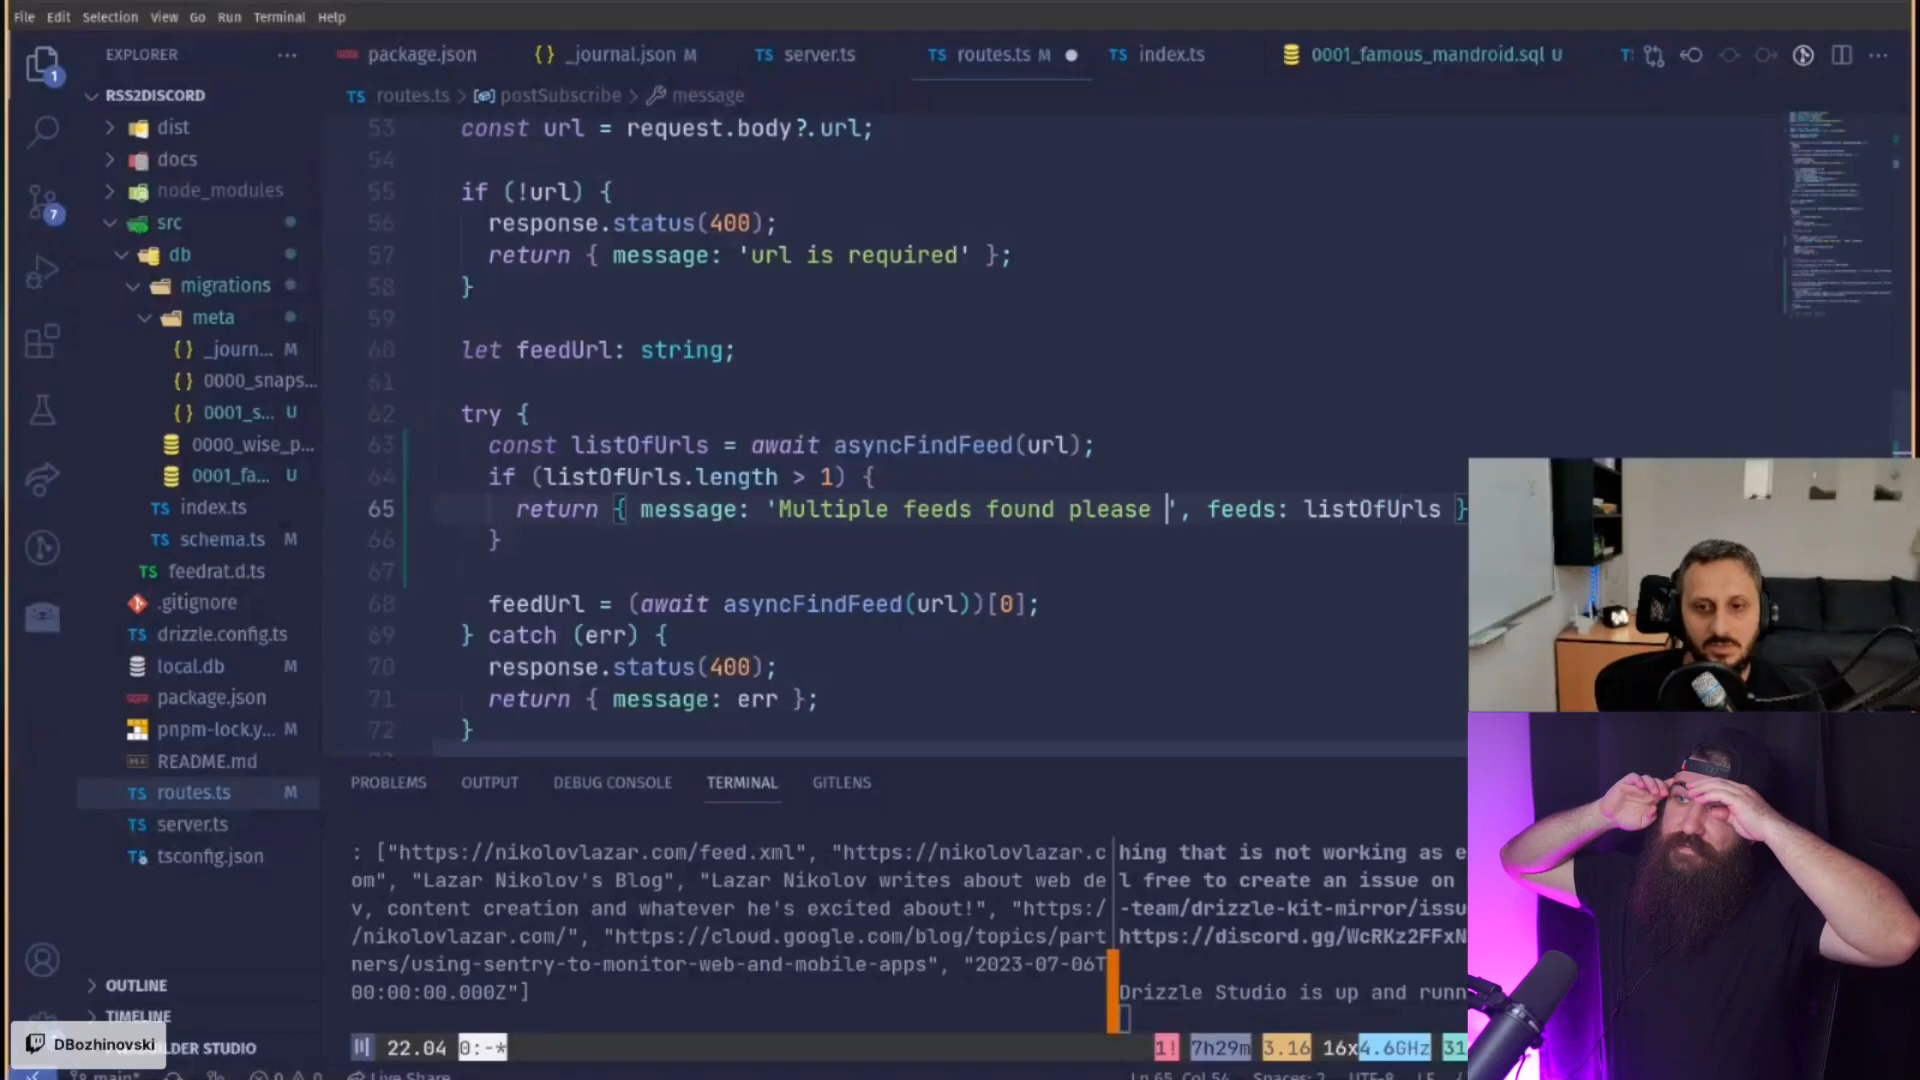 File Edit Selection View Go Run Terminal Help
EXPLORER ···
package.json
{} _journal.json M
TS server.ts
TS routes.ts M
TS index.ts
0001_famous_mandroid.sql U
1
7
RSS2DISCORD
dist
docs
node_modules
src
db
migrations
meta
{} _journ... M
{} 0000_snaps...
{} 0001_s... U
0000_wise_p...
0001_fa... U
TS index.ts
TS schema.ts M
TS feedrat.d.ts
.gitignore
TS drizzle.config.ts
local.db M
package.json
pnpm-lock.y... M
README.md
TS routes.ts M
TS server.ts
tsconfig.json
OUTLINE
TIMELINE
DBozhinovski
TS routes.ts > postSubscribe > message
53 const url = request.body?.url;
54
55 if (!url) {
56 response.status(400);
57 return { message: 'url is required' };
58 }
59
60 let feedUrl: string;
61
62 try {
63 const listOfUrls = await asyncFindFeed(url);
64 if (listOfUrls.length > 1) {
65 return { message: 'Multiple feeds found please ', feeds: listOfUrls }
66 }
67
68 feedUrl = (await asyncFindFeed(url))[0];
69 } catch (err) {
70 response.status(400);
71 return { message: err };
72 }
PROBLEMS OUTPUT DEBUG CONSOLE TERMINAL GITLENS
: ["https://nikolovlazar.com/feed.xml", "https://nikolovlazar.c
om", "Lazar Nikolov's Blog", "Lazar Nikolov writes about web de
v, content creation and whatever he's excited about!", "https:/
/nikolovlazar.com/", "https://cloud.google.com/blog/topics/part
ners/using-sentry-to-monitor-web-and-mobile-apps", "2023-07-06T
00:00:00.000Z"]
hing that is not working as e
l free to create an issue on
-team/drizzle-kit-mirror/issu
https://discord.gg/WcRKz2FFxN
Drizzle Studio is up and runn
22.04 0:-* 1! 7h29m 3.16 16x4.6GHz 31